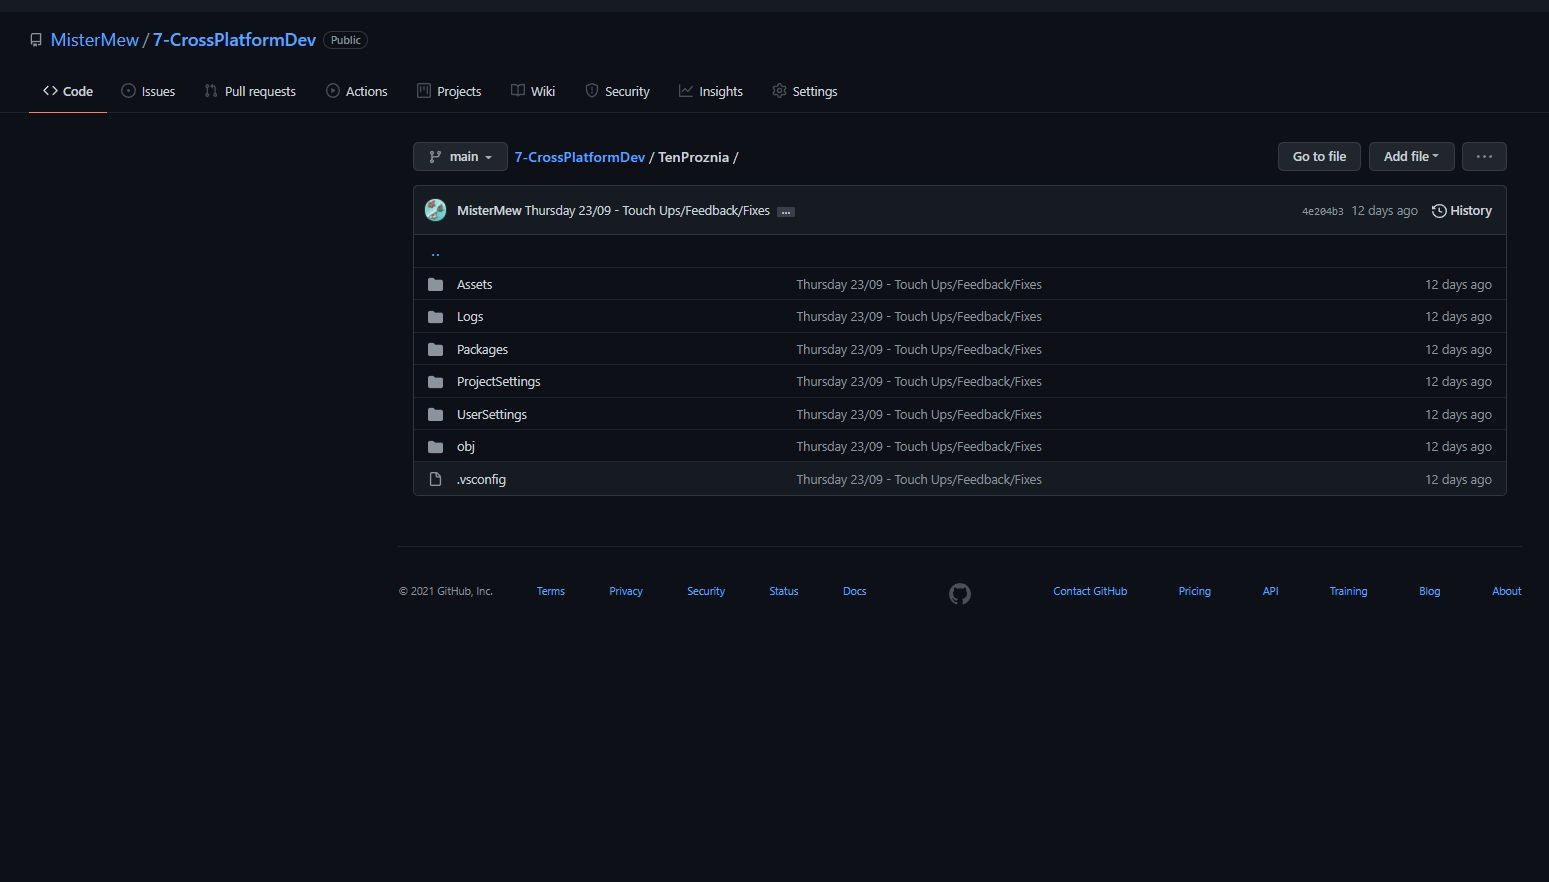 MisterMew / 7-CrossPlatformDev Public
Code Issues Pull requests Actions Projects Wiki Security Insights Settings
main 7-CrossPlatformDev / TenProznia / Go to file Add file ...
MisterMew Thursday 23/09 - Touch Ups/Feedback/Fixes ... 4e204b3 12 days ago History
..
Assets Thursday 23/09 - Touch Ups/Feedback/Fixes 12 days ago
Logs Thursday 23/09 - Touch Ups/Feedback/Fixes 12 days ago
Packages Thursday 23/09 - Touch Ups/Feedback/Fixes 12 days ago
ProjectSettings Thursday 23/09 - Touch Ups/Feedback/Fixes 12 days ago
UserSettings Thursday 23/09 - Touch Ups/Feedback/Fixes 12 days ago
obj Thursday 23/09 - Touch Ups/Feedback/Fixes 12 days ago
.vsconfig Thursday 23/09 - Touch Ups/Feedback/Fixes 12 days ago
© 2021 GitHub, Inc. Terms Privacy Security Status Docs Contact GitHub Pricing API Training Blog About